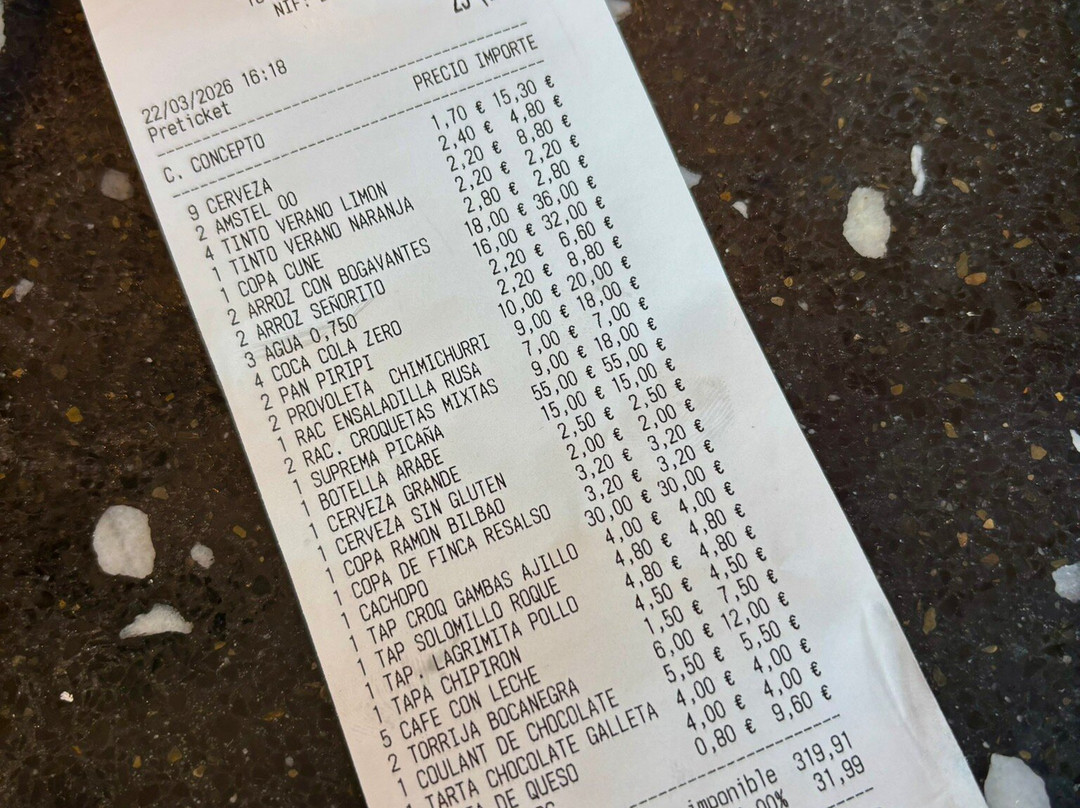 NIF:
22/03/2026 16:18
Preticket
C. CONCEPTO PRECIO IMPORTE
9 CERVEZA 1,70 € 15,30 €
2 AMSTEL 00 2,40 € 4,80 €
4 TINTO VERANO LIMON 2,20 € 8,80 €
1 TINTO VERANO NARANJA 2,20 € 2,20 €
1 COPA CUNE 2,80 € 2,80 €
2 ARROZ CON BOGAVANTES 18,00 € 36,00 €
2 ARROZ SEÑORITO 16,00 € 32,00 €
3 AGUA 0,750 2,20 € 6,60 €
4 COCA COLA ZERO 2,20 € 8,80 €
2 PAN PIRIPI 10,00 € 20,00 €
2 PROVOLETA CHIMICHURRI 9,00 € 18,00 €
1 RAC ENSALADILLA RUSA 7,00 € 7,00 €
2 RAC. CROQUETAS MIXTAS 9,00 € 18,00 €
1 SUPREMA PICAÑA 55,00 € 55,00 €
1 BOTELLA ARABE 15,00 € 15,00 €
1 CERVEZA GRANDE 2,50 € 2,50 €
1 CERVEZA SIN GLUTEN 2,00 € 2,00 €
1 COPA RAMON BILBAO 3,20 € 3,20 €
1 COPA DE FINCA RESALSO 3,20 € 3,20 €
1 CACHOPO 30,00 € 30,00 €
1 TAP CROQ GAMBAS AJILLO 4,00 € 4,00 €
1 TAP SOLOMILLO ROQUE 4,80 € 4,80 €
1 TAP. LAGRIMITA POLLO 4,80 € 4,80 €
1 TAPA CHIPIRON 4,50 € 4,50 €
5 CAFE CON LECHE 1,50 € 7,50 €
2 TORRIJA BOCANEGRA 6,00 € 12,00 €
1 COULANT DE CHOCOLATE 5,50 € 5,50 €
1 TARTA CHOCOLATE GALLETA 4,00 € 4,00 €
DE QUESO 4,00 € 4,00 €
0,80 € 9,60 €
imponible 319,91
00% 31,99